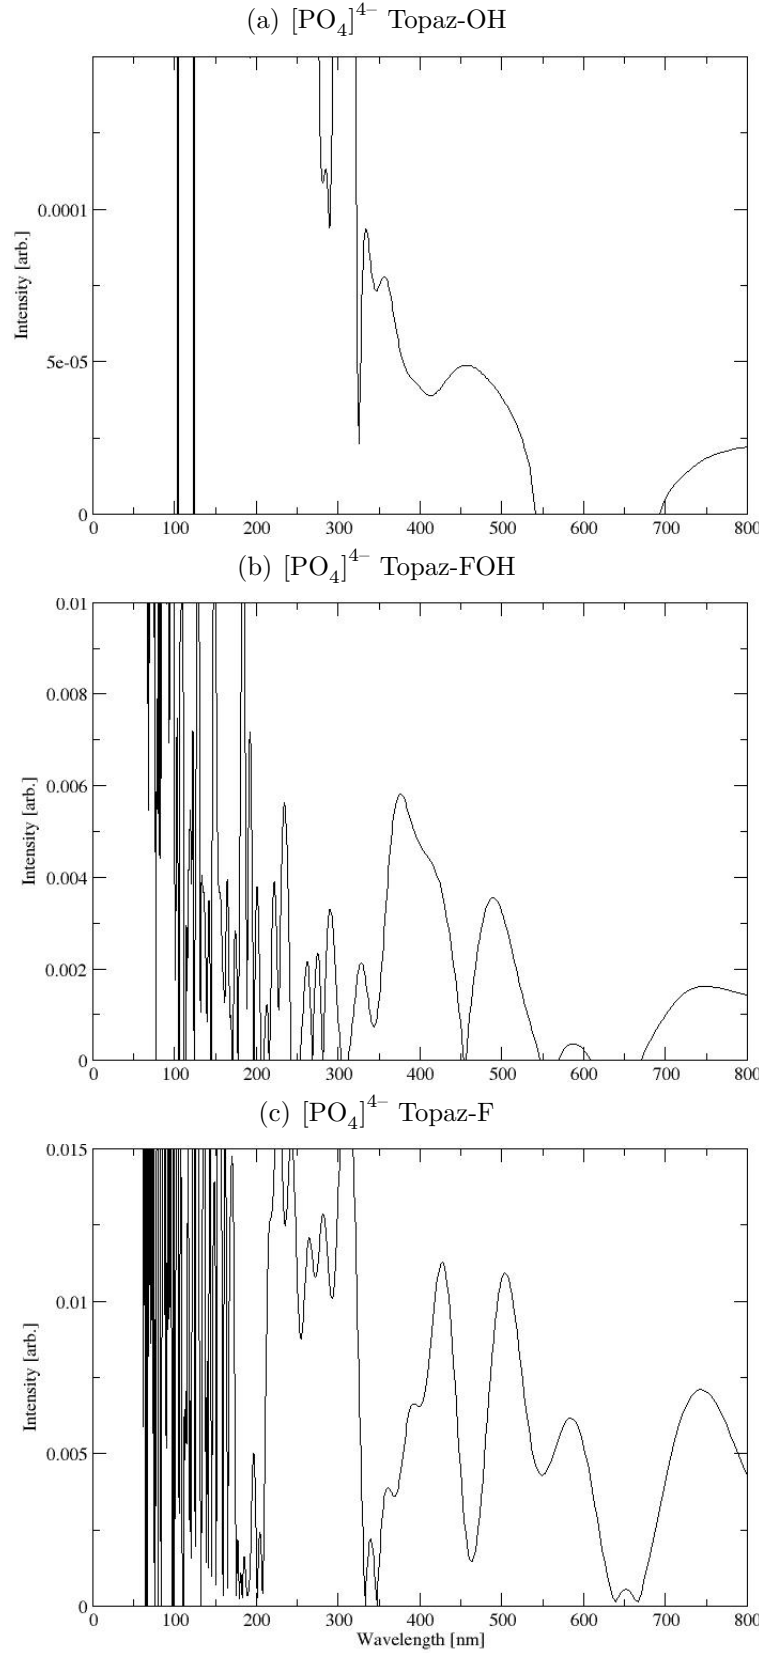 (a) [PO₄]⁴⁻ Topaz-OH
Intensity [arb.]
0.0001
5e-05
0
0 100 200 300 400 500 600 700 800
(b) [PO₄]⁴⁻ Topaz-FOH
Intensity [arb.]
0.01
0.008
0.006
0.004
0.002
0
0 100 200 300 400 500 600 700 800
(c) [PO₄]⁴⁻ Topaz-F
Intensity [arb.]
0.015
0.01
0.005
0
0 100 200 300 400 500 600 700 800
Wavelength [nm]